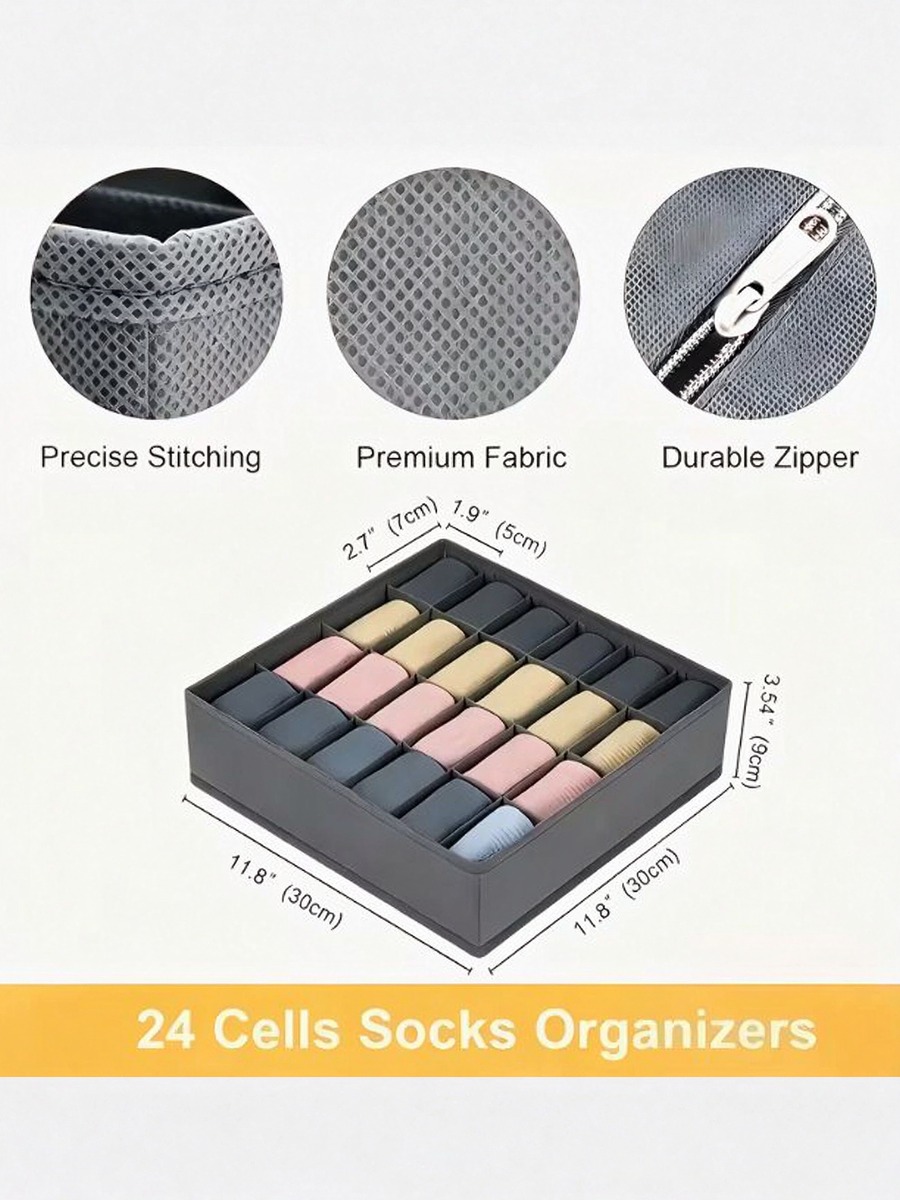 Precise Stitching
Premium Fabric
Durable Zipper
2.7" (7cm)
1.9" (5cm)
3.54" (9cm)
11.8" (30cm)
11.8" (30cm)
24 Cells Socks Organizers